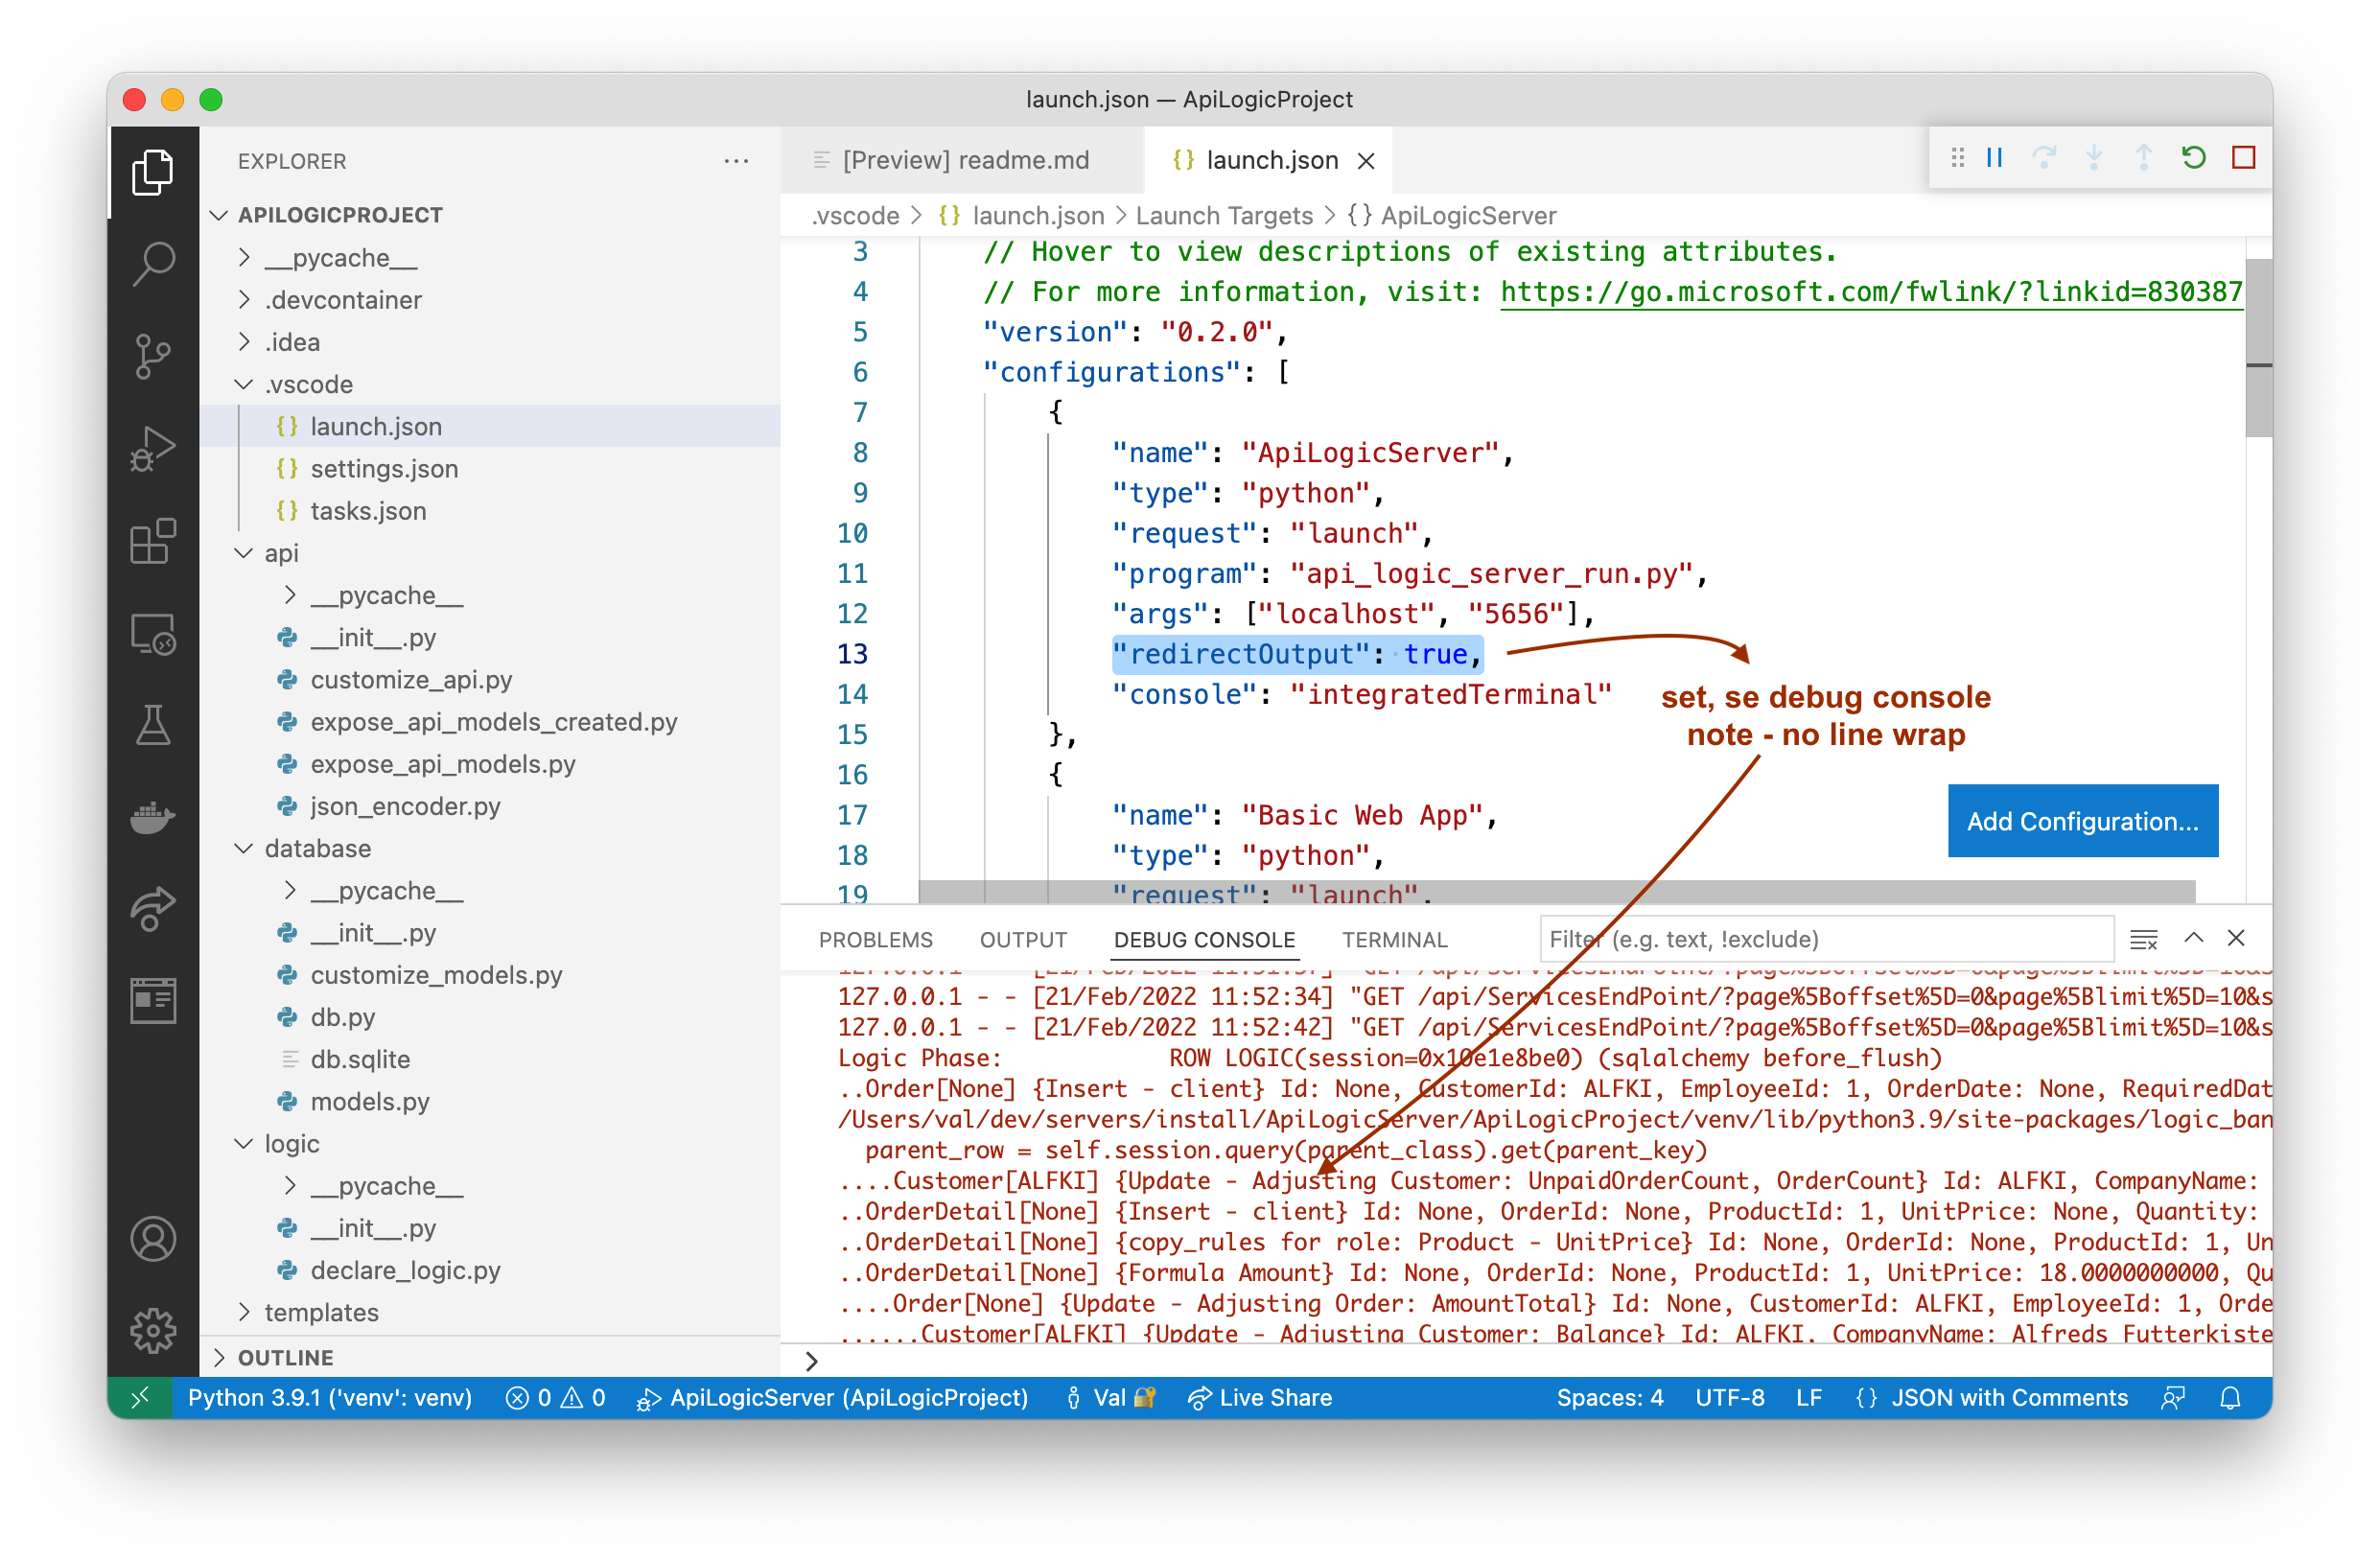 launch.json — ApiLogicProject
EXPLORER
APILOGICPROJECT
__pycache__
.devcontainer
.idea
.vscode
launch.json
settings.json
tasks.json
api
__pycache__
__init__.py
customize_api.py
expose_api_models_created.py
expose_api_models.py
json_encoder.py
database
__pycache__
__init__.py
customize_models.py
db.py
db.sqlite
models.py
logic
__pycache__
__init__.py
declare_logic.py
templates
OUTLINE
[Preview] readme.md
{} launch.json
.vscode > {} launch.json > Launch Targets > {} ApiLogicServer
3 // Hover to view descriptions of existing attributes.
4 // For more information, visit: https://go.microsoft.com/fwlink/?linkid=830387
5 "version": "0.2.0",
6 "configurations": [
7 {
8 "name": "ApiLogicServer",
9 "type": "python",
10 "request": "launch",
11 "program": "api_logic_server_run.py",
12 "args": ["localhost", "5656"],
13 "redirectOutput": true,
14 "console": "integratedTerminal"
15 },
16 {
17 "name": "Basic Web App",
18 "type": "python",
19 "request": "launch",
set, se debug console
note - no line wrap
Add Configuration...
PROBLEMS OUTPUT DEBUG CONSOLE TERMINAL
Filter (e.g. text, !exclude)
127.0.0.1 - - [21/Feb/2022 11:52:34] "GET /api/ServicesEndPoint/?page%5Boffset%5D=0&page%5Blimit%5D=10&s
127.0.0.1 - - [21/Feb/2022 11:52:42] "GET /api/ServicesEndPoint/?page%5Boffset%5D=0&page%5Blimit%5D=10&s
Logic Phase: ROW LOGIC(session=0x10e1e8be0) (sqlalchemy before_flush)
..Order[None] {Insert - client} Id: None, CustomerId: ALFKI, EmployeeId: 1, OrderDate: None, RequiredDat
/Users/val/dev/servers/install/ApiLogicServer/ApiLogicProject/venv/lib/python3.9/site-packages/logic_ban
parent_row = self.session.query(parent_class).get(parent_key)
....Customer[ALFKI] {Update - Adjusting Customer: UnpaidOrderCount, OrderCount} Id: ALFKI, CompanyName:
..OrderDetail[None] {Insert - client} Id: None, OrderId: None, ProductId: 1, UnitPrice: None, Quantity:
..OrderDetail[None] {copy_rules for role: Product - UnitPrice} Id: None, OrderId: None, ProductId: 1, Un
..OrderDetail[None] {Formula Amount} Id: None, OrderId: None, ProductId: 1, UnitPrice: 18.0000000000, Qu
....Order[None] {Update - Adjusting Order: AmountTotal} Id: None, CustomerId: ALFKI, EmployeeId: 1, Orde
......Customer[ALFKI] {Update - Adjusting Customer: Balance} Id: ALFKI, CompanyName: Alfreds Futterkiste
Python 3.9.1 ('venv': venv) 0 0 ApiLogicServer (ApiLogicProject) Val Live Share Spaces: 4 UTF-8 LF {} JSON with Comments